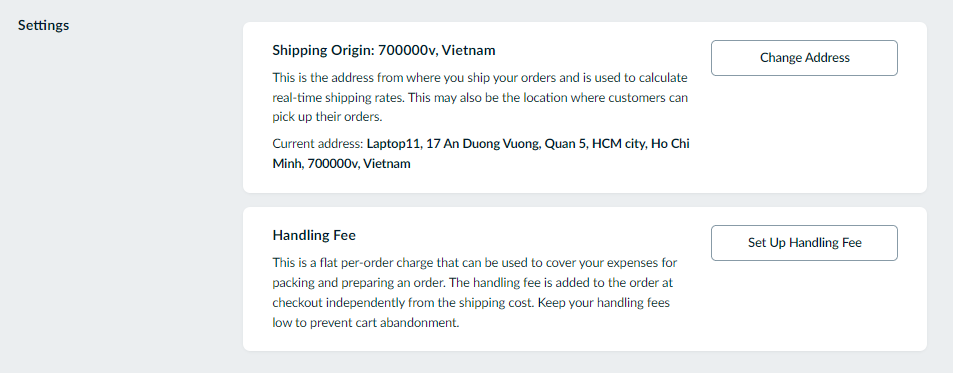 Settings
Shipping Origin: 700000v, Vietnam
Change Address
This is the address from where you ship your orders and is used to calculate
real-time shipping rates. This may also be the location where customers can
pick up their orders.
Current address: Laptop11, 17 An Duong Vuong, Quan 5, HCM city, Ho Chi
Minh, 700000v, Vietnam
Handling Fee
Set Up Handling Fee
This is a flat per-order charge that can be used to cover your expenses for
packing and preparing an order. The handling fee is added to the order at
checkout independently from the shipping cost. Keep your handling fees
low to prevent cart abandonment.